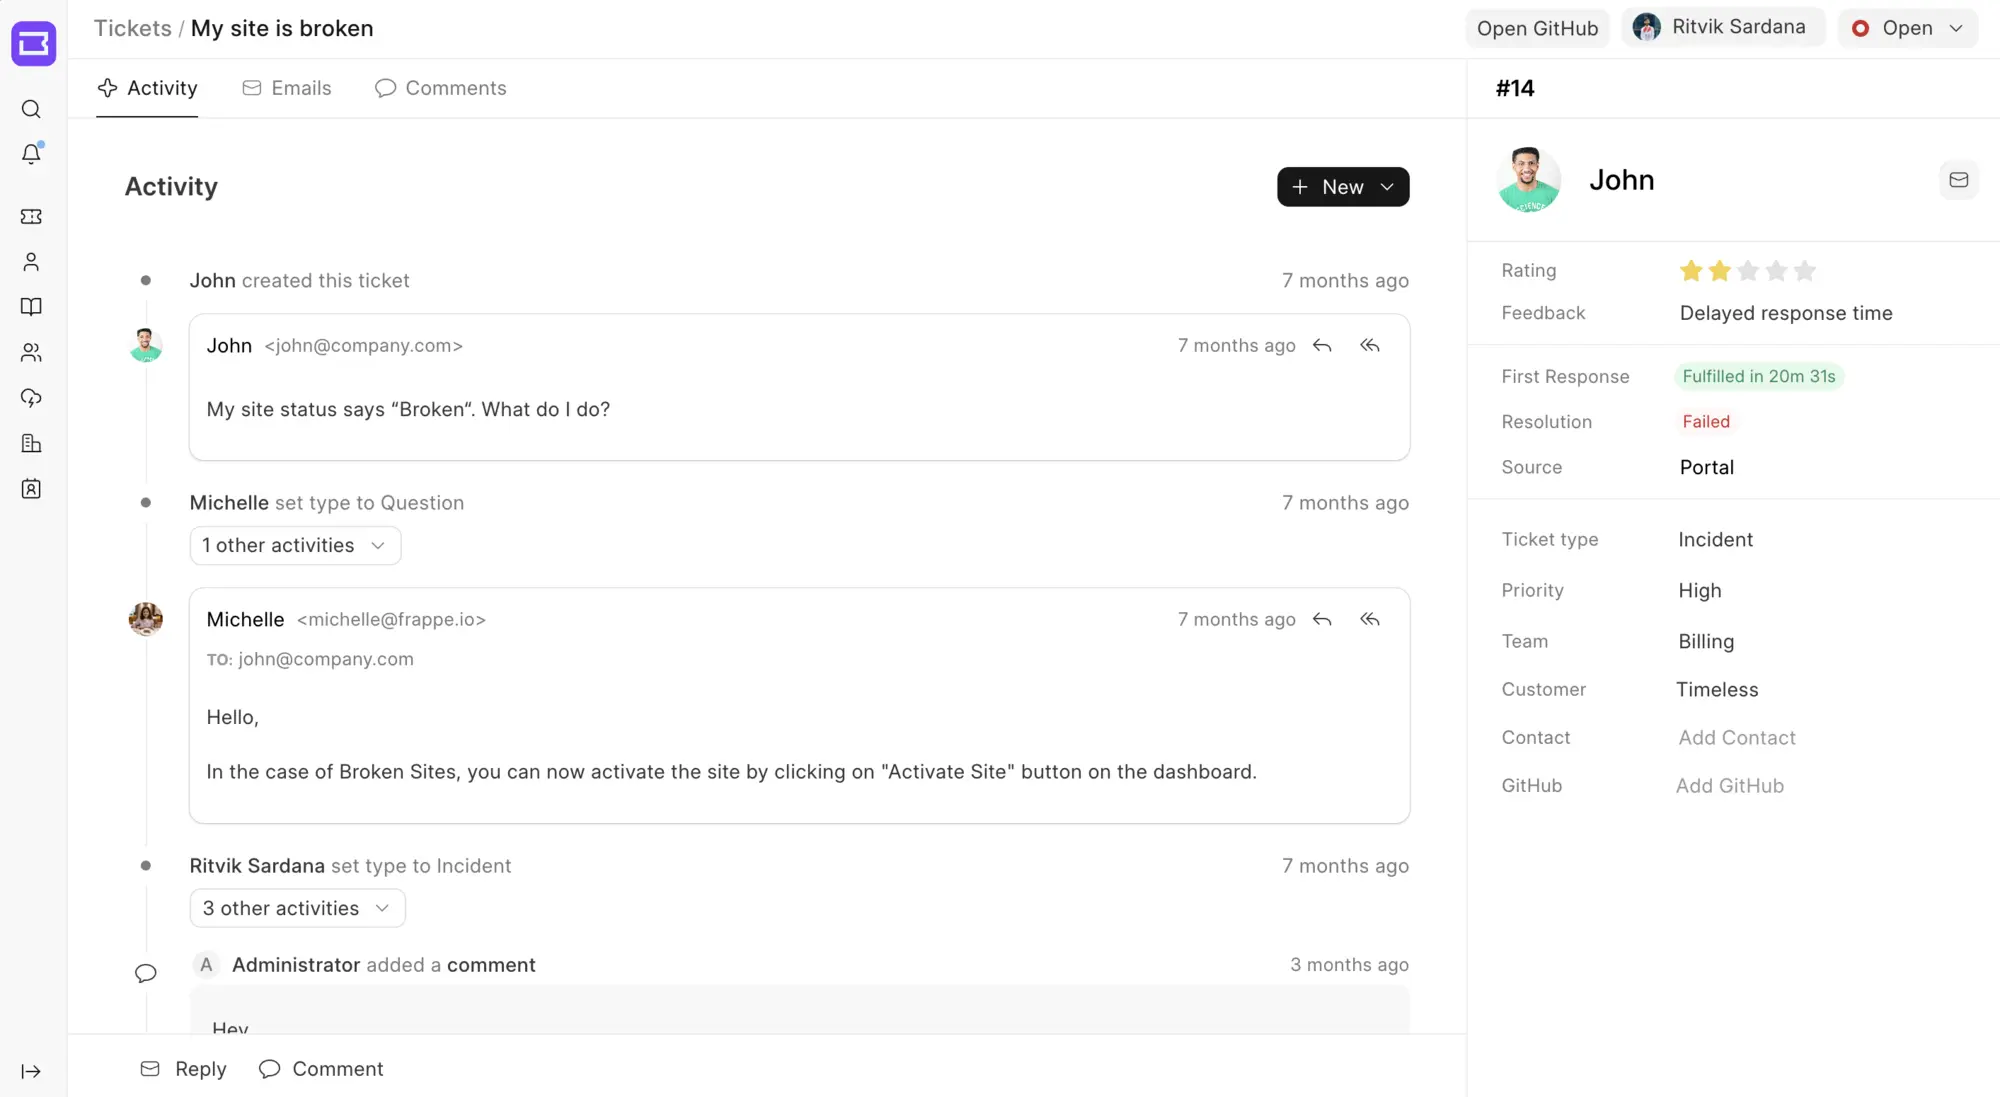 Tickets / My site is broken
Open GitHub
Ritvik Sardana
Open
Activity
Emails
Comments
#14
Activity
New
John created this ticket
7 months ago
John <john@company.com>
7 months ago
My site status says “Broken“. What do I do?
Michelle set type to Question
7 months ago
1 other activities
Michelle <michelle@frappe.io>
7 months ago
TO: john@company.com
Hello,
In the case of Broken Sites, you can now activate the site by clicking on "Activate Site" button on the dashboard.
Ritvik Sardana set type to Incident
7 months ago
3 other activities
A Administrator added a comment
3 months ago
Hey
Reply
Comment
John
Rating
Feedback Delayed response time
First Response Fulfilled in 20m 31s
Resolution Failed
Source Portal
Ticket type Incident
Priority High
Team Billing
Customer Timeless
Contact Add Contact
GitHub Add GitHub